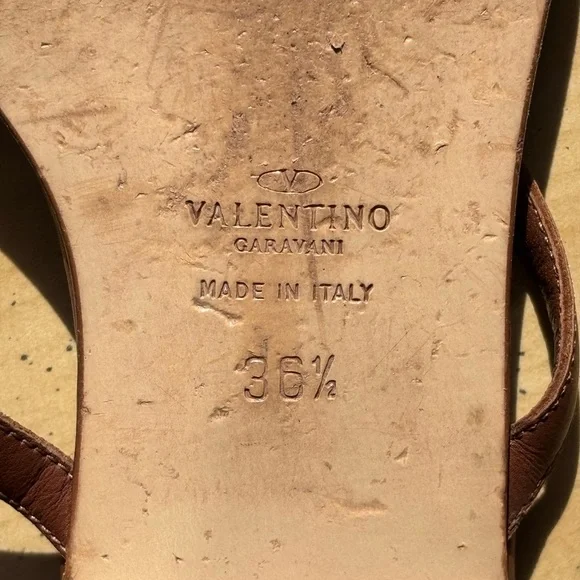 V
VALENTINO
GARAVANI
MADE IN ITALY
36½